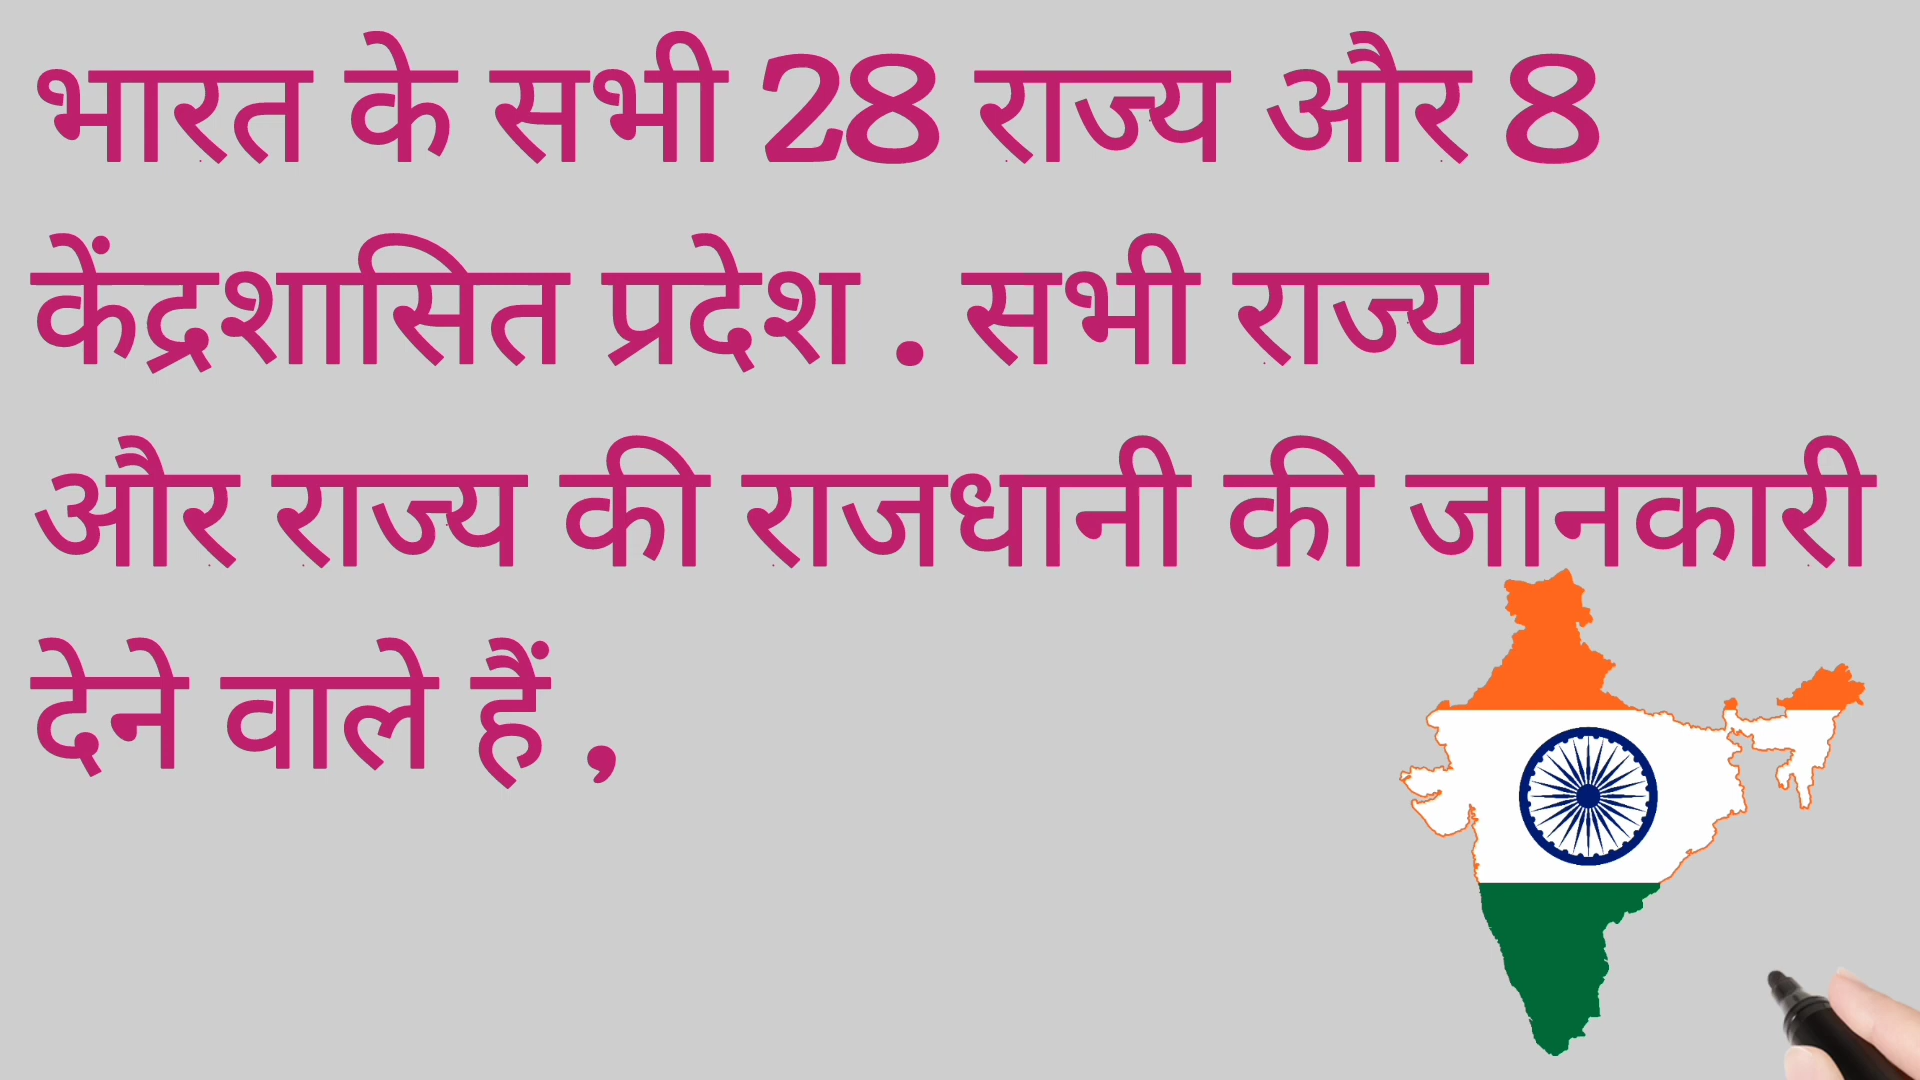 भारत के सभी 28 राज्य और 8
केंद्रशासित प्रदेश . सभी राज्य
और राज्य की राजधानी की जानकारी
देने वाले हैं ,